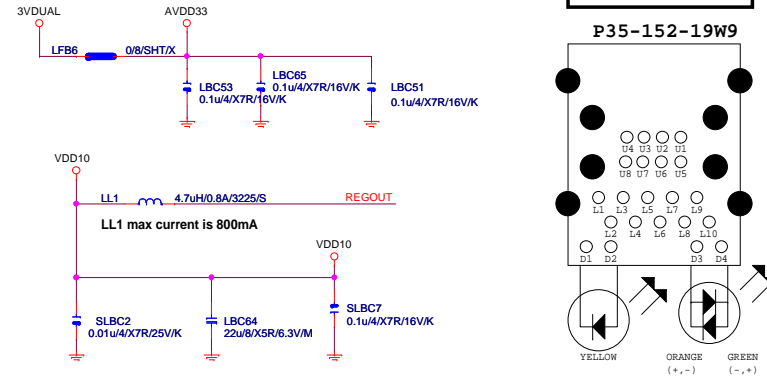 3VDUAL
AVDD33
LFB6
0/8/SHT/X
LBC53
0.1u/4/X7R/16V/K
LBC65
0.1u/4/X7R/16V/K
LBC51
0.1u/4/X7R/16V/K
VDD10
LL1
4.7uH/0.8A/3225/S
REGOUT
LL1 max current is 800mA
VDD10
SLBC2
0.01u/4/X7R/25V/K
LBC64
22u/8/X5R/6.3V/M
SLBC7
0.1u/4/X7R/16V/K
P35-152-19W9
U4 U3 U2 U1
U8 U7 U6 U5
L1 L3 L5 L7 L9
L2 L4 L6 L8 L10
D1 D2 D3 D4
YELLOW
ORANGE
(+,-)
GREEN
(-,+)